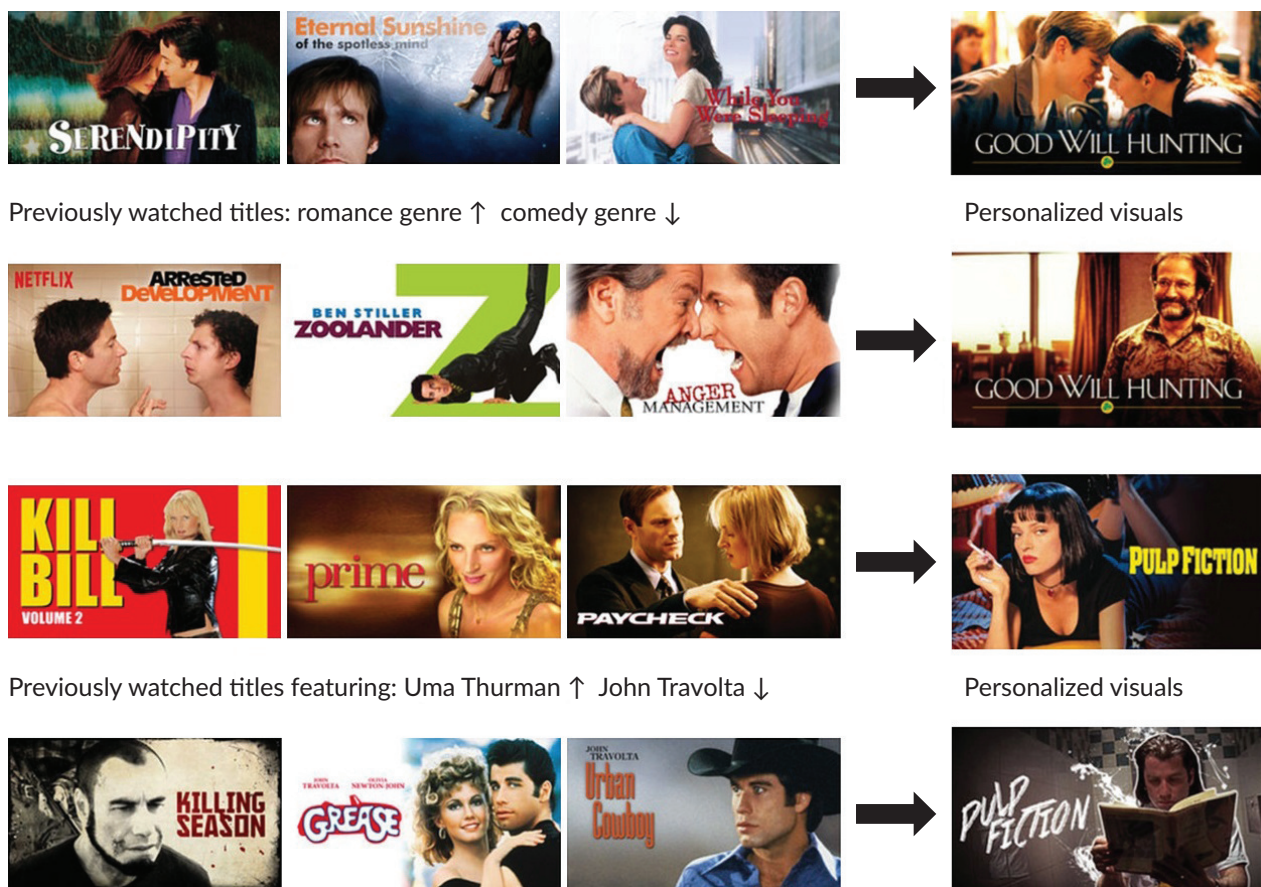 SERENDIPITY
Eternal Sunshine
of the spotless mind
While You
Were Sleeping
GOOD WILL HUNTING
Previously watched titles: romance genre ↑ comedy genre ↓
Personalized visuals
NETFLIX
ARReSTeD
DeVeLOPMeNT
BEN STILLER
ZOOLANDER
ANGER
MANAGEMENT
GOOD WILL HUNTING
KILL
BILL
VOLUME 2
prime
PAYCHECK
PULP FICTION
Previously watched titles featuring: Uma Thurman ↑ John Travolta ↓
Personalized visuals
KILLING
SEASON
JOHN TRAVOLTA
OLIVIA NEWTON-JOHN
GREASE
JOHN
TRAVOLTA
Urban
Cowboy
PULP
FICTION